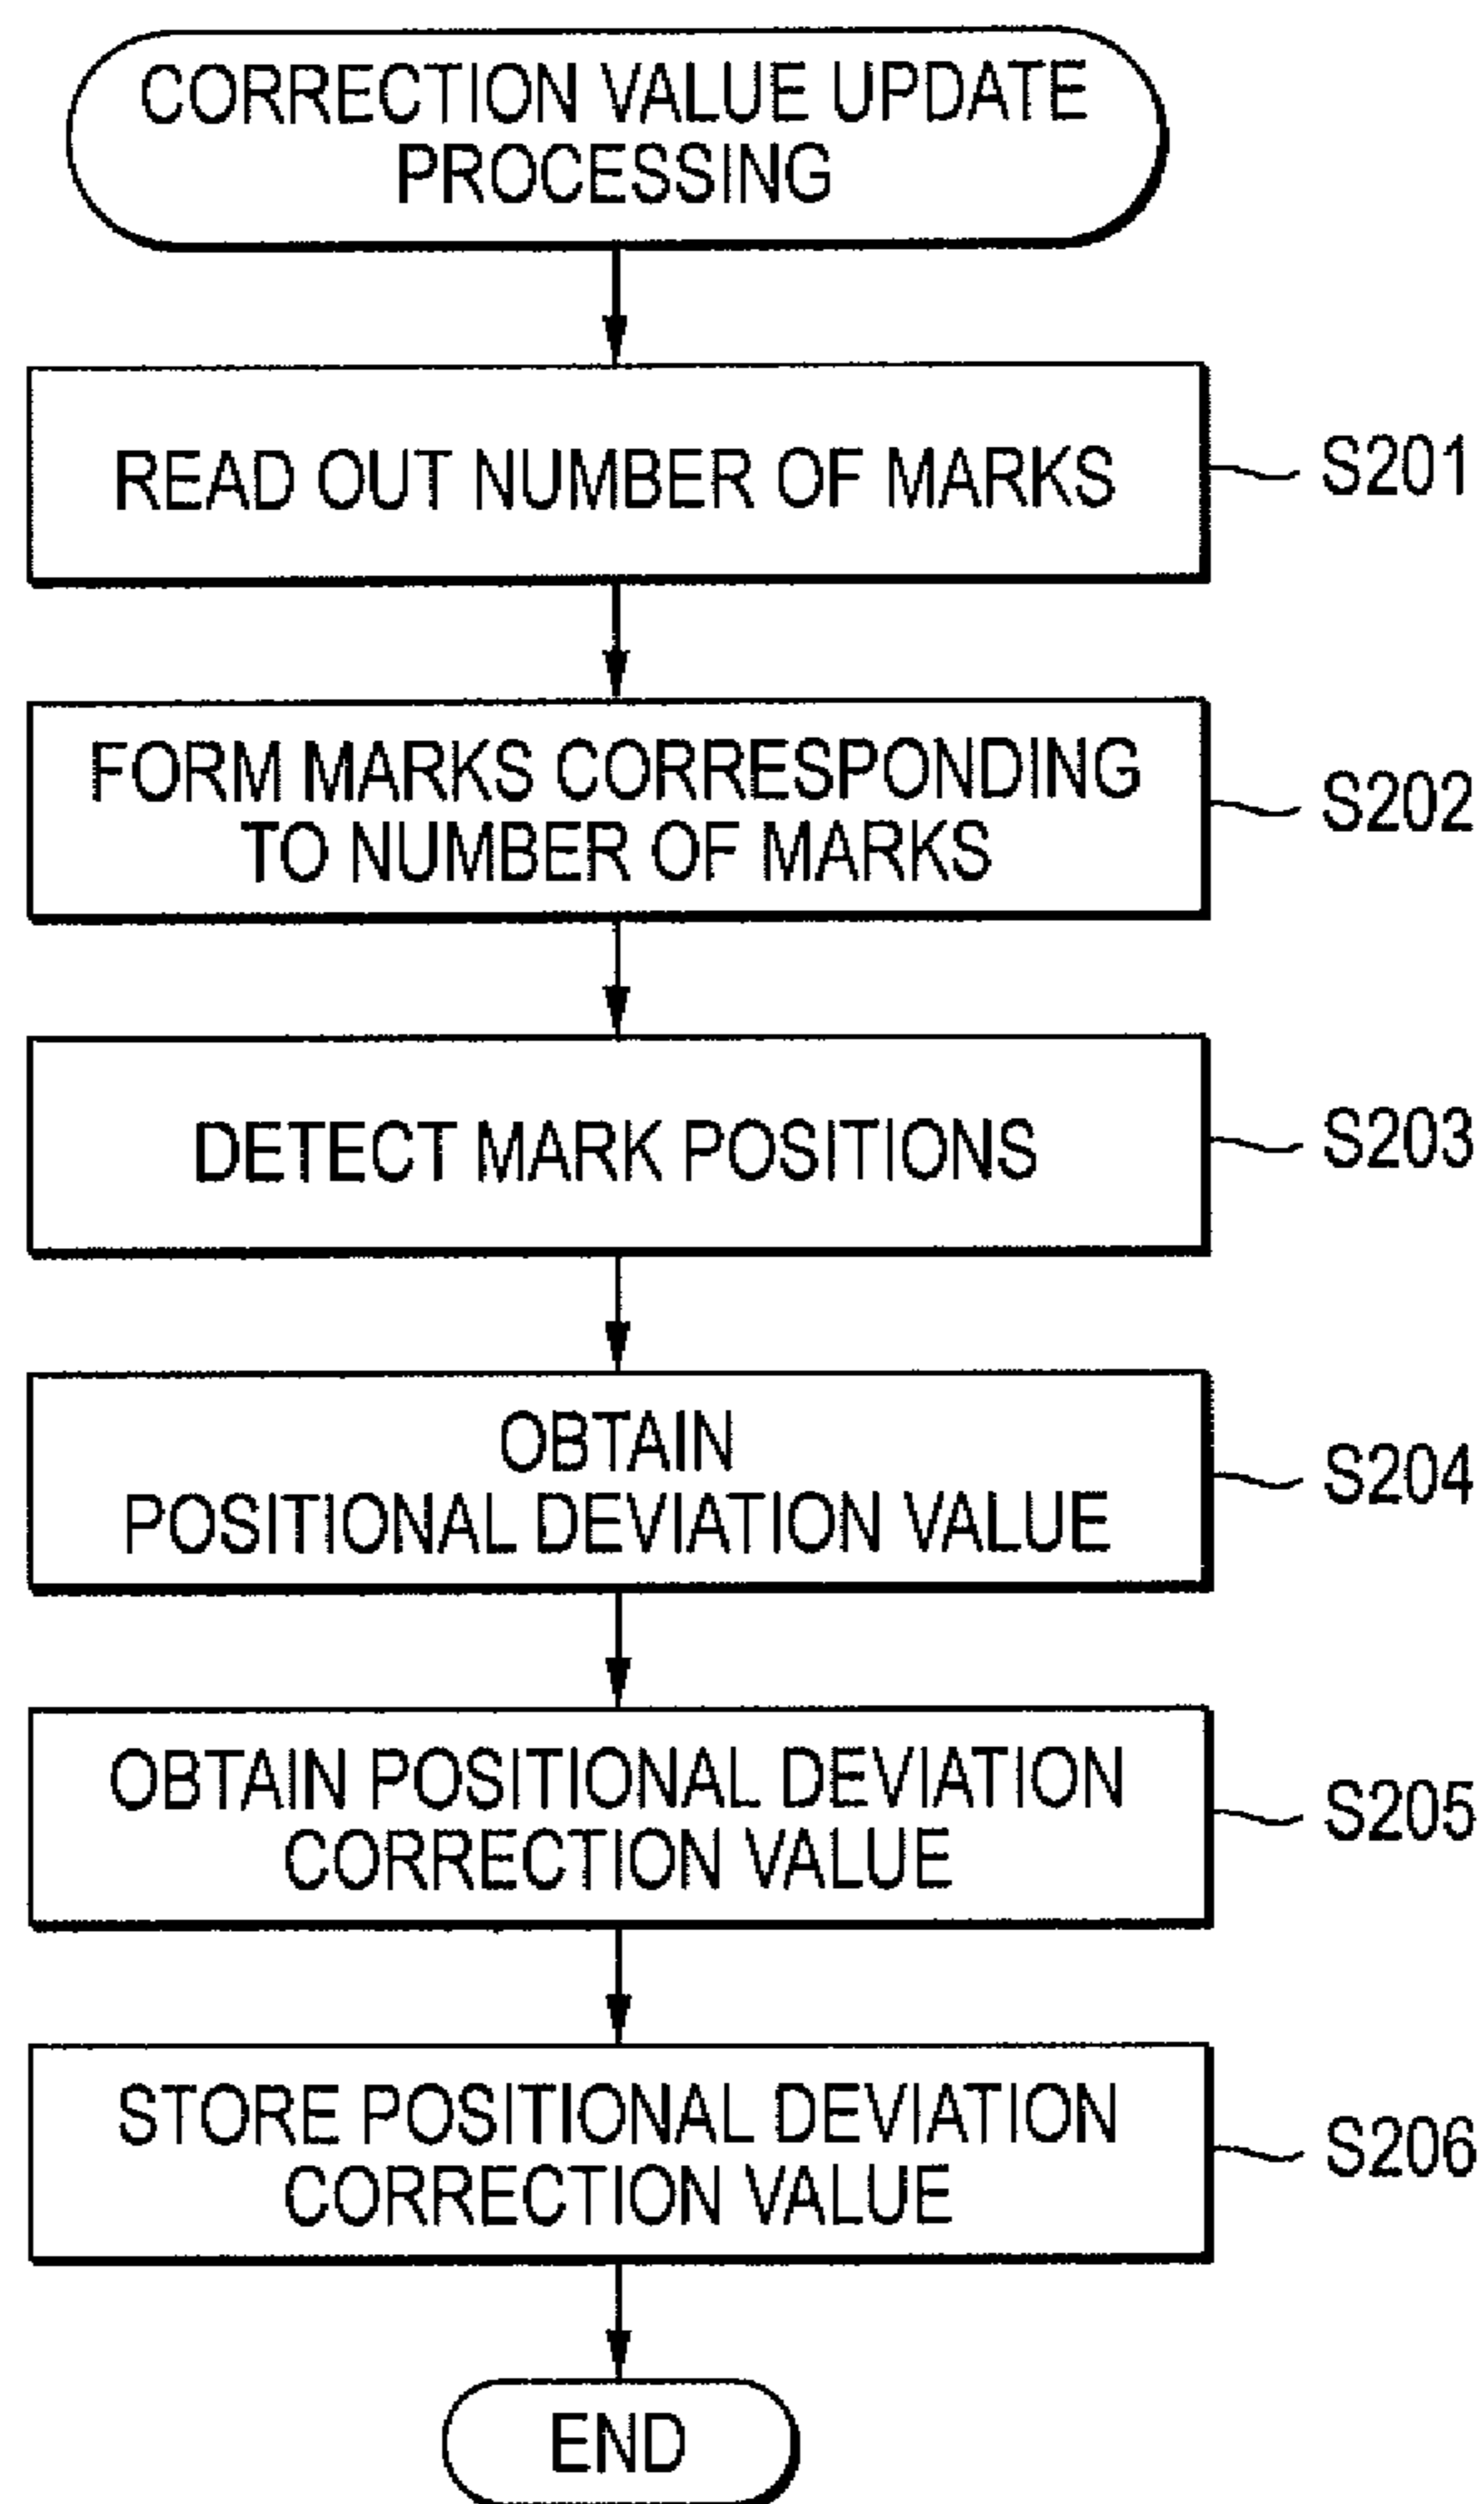 CORRECTION VALUE UPDATE
PROCESSING
READ OUT NUMBER OF MARKS
S201
FORM MARKS CORRESPONDING
TO NUMBER OF MARKS
S202
DETECT MARK POSITIONS
S203
OBTAIN
POSITIONAL DEVIATION VALUE
S204
OBTAIN POSITIONAL DEVIATION
CORRECTION VALUE
S205
STORE POSITIONAL DEVIATION
CORRECTION VALUE
S206
END